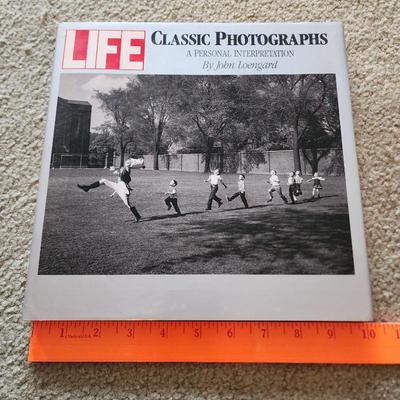 LIFE
CLASSIC PHOTOGRAPHS
A PERSONAL INTERPRETATION
By John Loengard
1 2 3 4 5 6 7 8 9 10